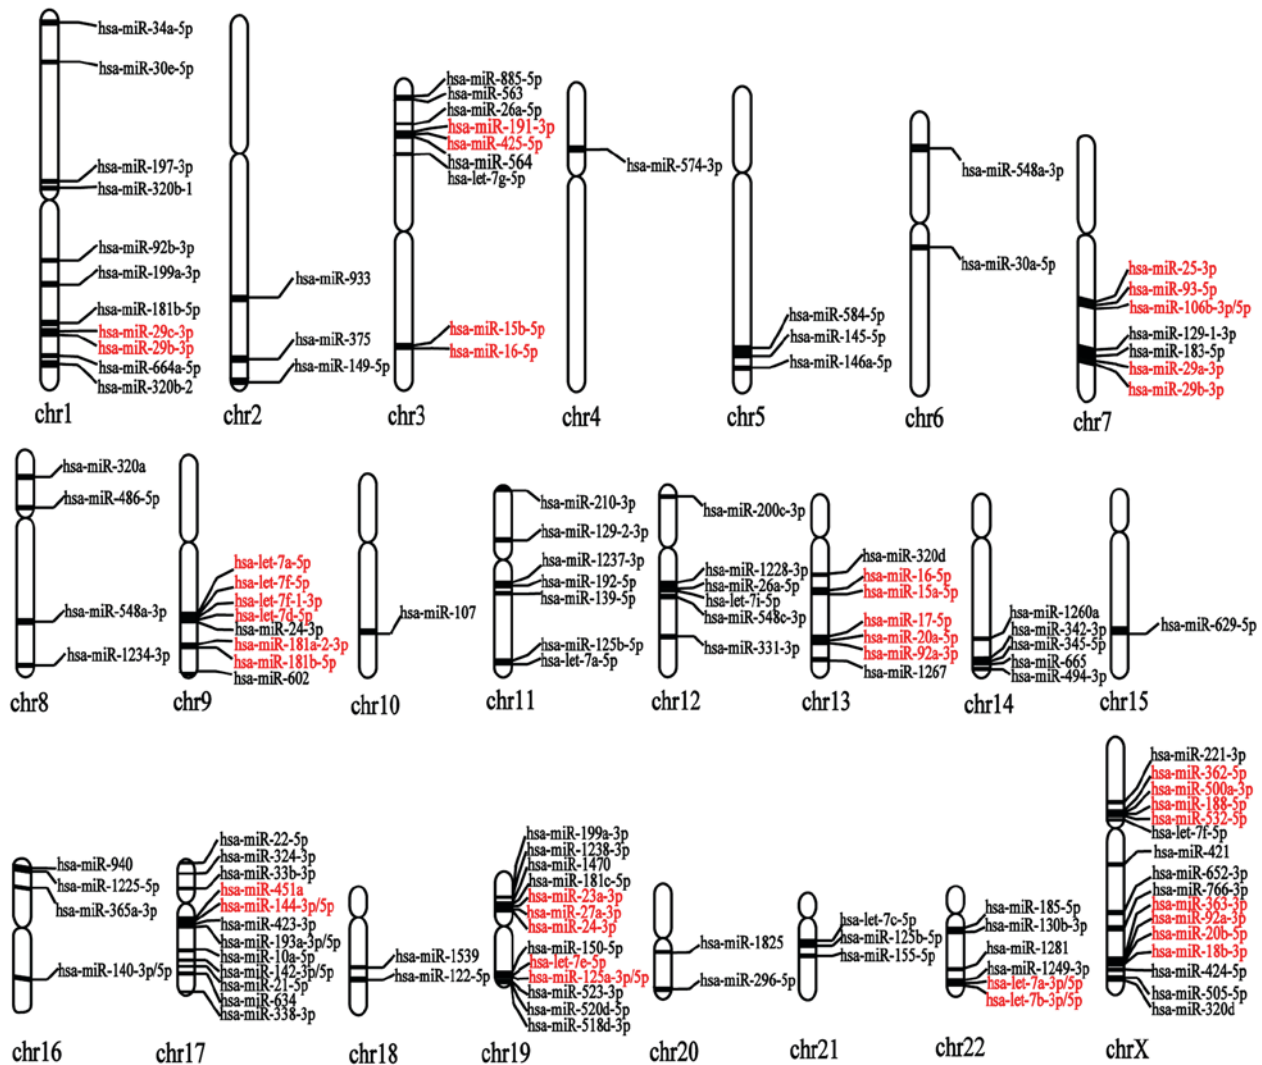 hsa-miR-34a-5p
hsa-miR-30e-5p
hsa-miR-197-3p
hsa-miR-320b-1
hsa-miR-92b-3p
hsa-miR-199a-3p
hsa-miR-181b-5p
hsa-miR-29c-3p
hsa-miR-29b-3p
hsa-miR-664a-5p
hsa-miR-320b-2
chr1
hsa-miR-933
hsa-miR-375
hsa-miR-149-5p
chr2
hsa-miR-885-5p
hsa-miR-563
hsa-miR-26a-5p
hsa-miR-191-3p
hsa-miR-425-5p
hsa-miR-564
hsa-let-7g-5p
hsa-miR-15b-5p
hsa-miR-16-5p
chr3
hsa-miR-574-3p
chr4
hsa-miR-584-5p
hsa-miR-145-5p
hsa-miR-146a-5p
chr5
hsa-miR-548a-3p
hsa-miR-30a-5p
chr6
hsa-miR-25-3p
hsa-miR-93-5p
hsa-miR-106b-3p/5p
hsa-miR-129-1-3p
hsa-miR-183-5p
hsa-miR-29a-3p
hsa-miR-29b-3p
chr7
hsa-miR-320a
hsa-miR-486-5p
hsa-miR-548a-3p
hsa-miR-1234-3p
chr8
hsa-let-7a-5p
hsa-let-7f-5p
hsa-let-7f-1-3p
hsa-let-7d-5p
hsa-miR-24-3p
hsa-miR-181a-2-3p
hsa-miR-181b-5p
hsa-miR-602
chr9
hsa-miR-107
chr10
hsa-miR-210-3p
hsa-miR-129-2-3p
hsa-miR-1237-3p
hsa-miR-192-5p
hsa-miR-139-5p
hsa-miR-125b-5p
hsa-let-7a-5p
chr11
hsa-miR-200c-3p
hsa-miR-1228-3p
hsa-miR-26a-5p
hsa-let-7i-5p
hsa-miR-548c-3p
hsa-miR-331-3p
chr12
hsa-miR-320d
hsa-miR-16-5p
hsa-miR-15a-5p
hsa-miR-17-5p
hsa-miR-20a-5p
hsa-miR-92a-3p
hsa-miR-1267
chr13
hsa-miR-1260a
hsa-miR-342-3p
hsa-miR-345-5p
hsa-miR-665
hsa-miR-494-3p
chr14
hsa-miR-629-5p
chr15
hsa-miR-940
hsa-miR-1225-5p
hsa-miR-365a-3p
hsa-miR-140-3p/5p
chr16
hsa-miR-22-5p
hsa-miR-324-3p
hsa-miR-33b-3p
hsa-miR-451a
hsa-miR-144-3p/5p
hsa-miR-423-3p
hsa-miR-193a-3p/5p
hsa-miR-10a-5p
hsa-miR-142-3p/5p
hsa-miR-21-5p
hsa-miR-634
hsa-miR-338-3p
chr17
hsa-miR-1539
hsa-miR-122-5p
chr18
hsa-miR-199a-3p
hsa-miR-1238-3p
hsa-miR-1470
hsa-miR-181c-5p
hsa-miR-23a-3p
hsa-miR-27a-3p
hsa-miR-24-3p
hsa-miR-150-5p
hsa-let-7e-5p
hsa-miR-125a-3p/5p
hsa-miR-523-3p
hsa-miR-520d-5p
hsa-miR-518d-3p
chr19
hsa-miR-1825
hsa-miR-296-5p
chr20
hsa-let-7c-5p
hsa-miR-125b-5p
hsa-miR-155-5p
chr21
hsa-miR-185-5p
hsa-miR-130b-3p
hsa-miR-1281
hsa-miR-1249-3p
hsa-let-7a-3p/5p
hsa-let-7b-3p/5p
chr22
hsa-miR-221-3p
hsa-miR-362-5p
hsa-miR-500a-3p
hsa-miR-188-5p
hsa-miR-532-5p
hsa-let-7f-5p
hsa-miR-421
hsa-miR-652-3p
hsa-miR-766-3p
hsa-miR-363-3p
hsa-miR-92a-3p
hsa-miR-20b-5p
hsa-miR-18b-3p
hsa-miR-424-5p
hsa-miR-505-5p
hsa-miR-320d
chrX